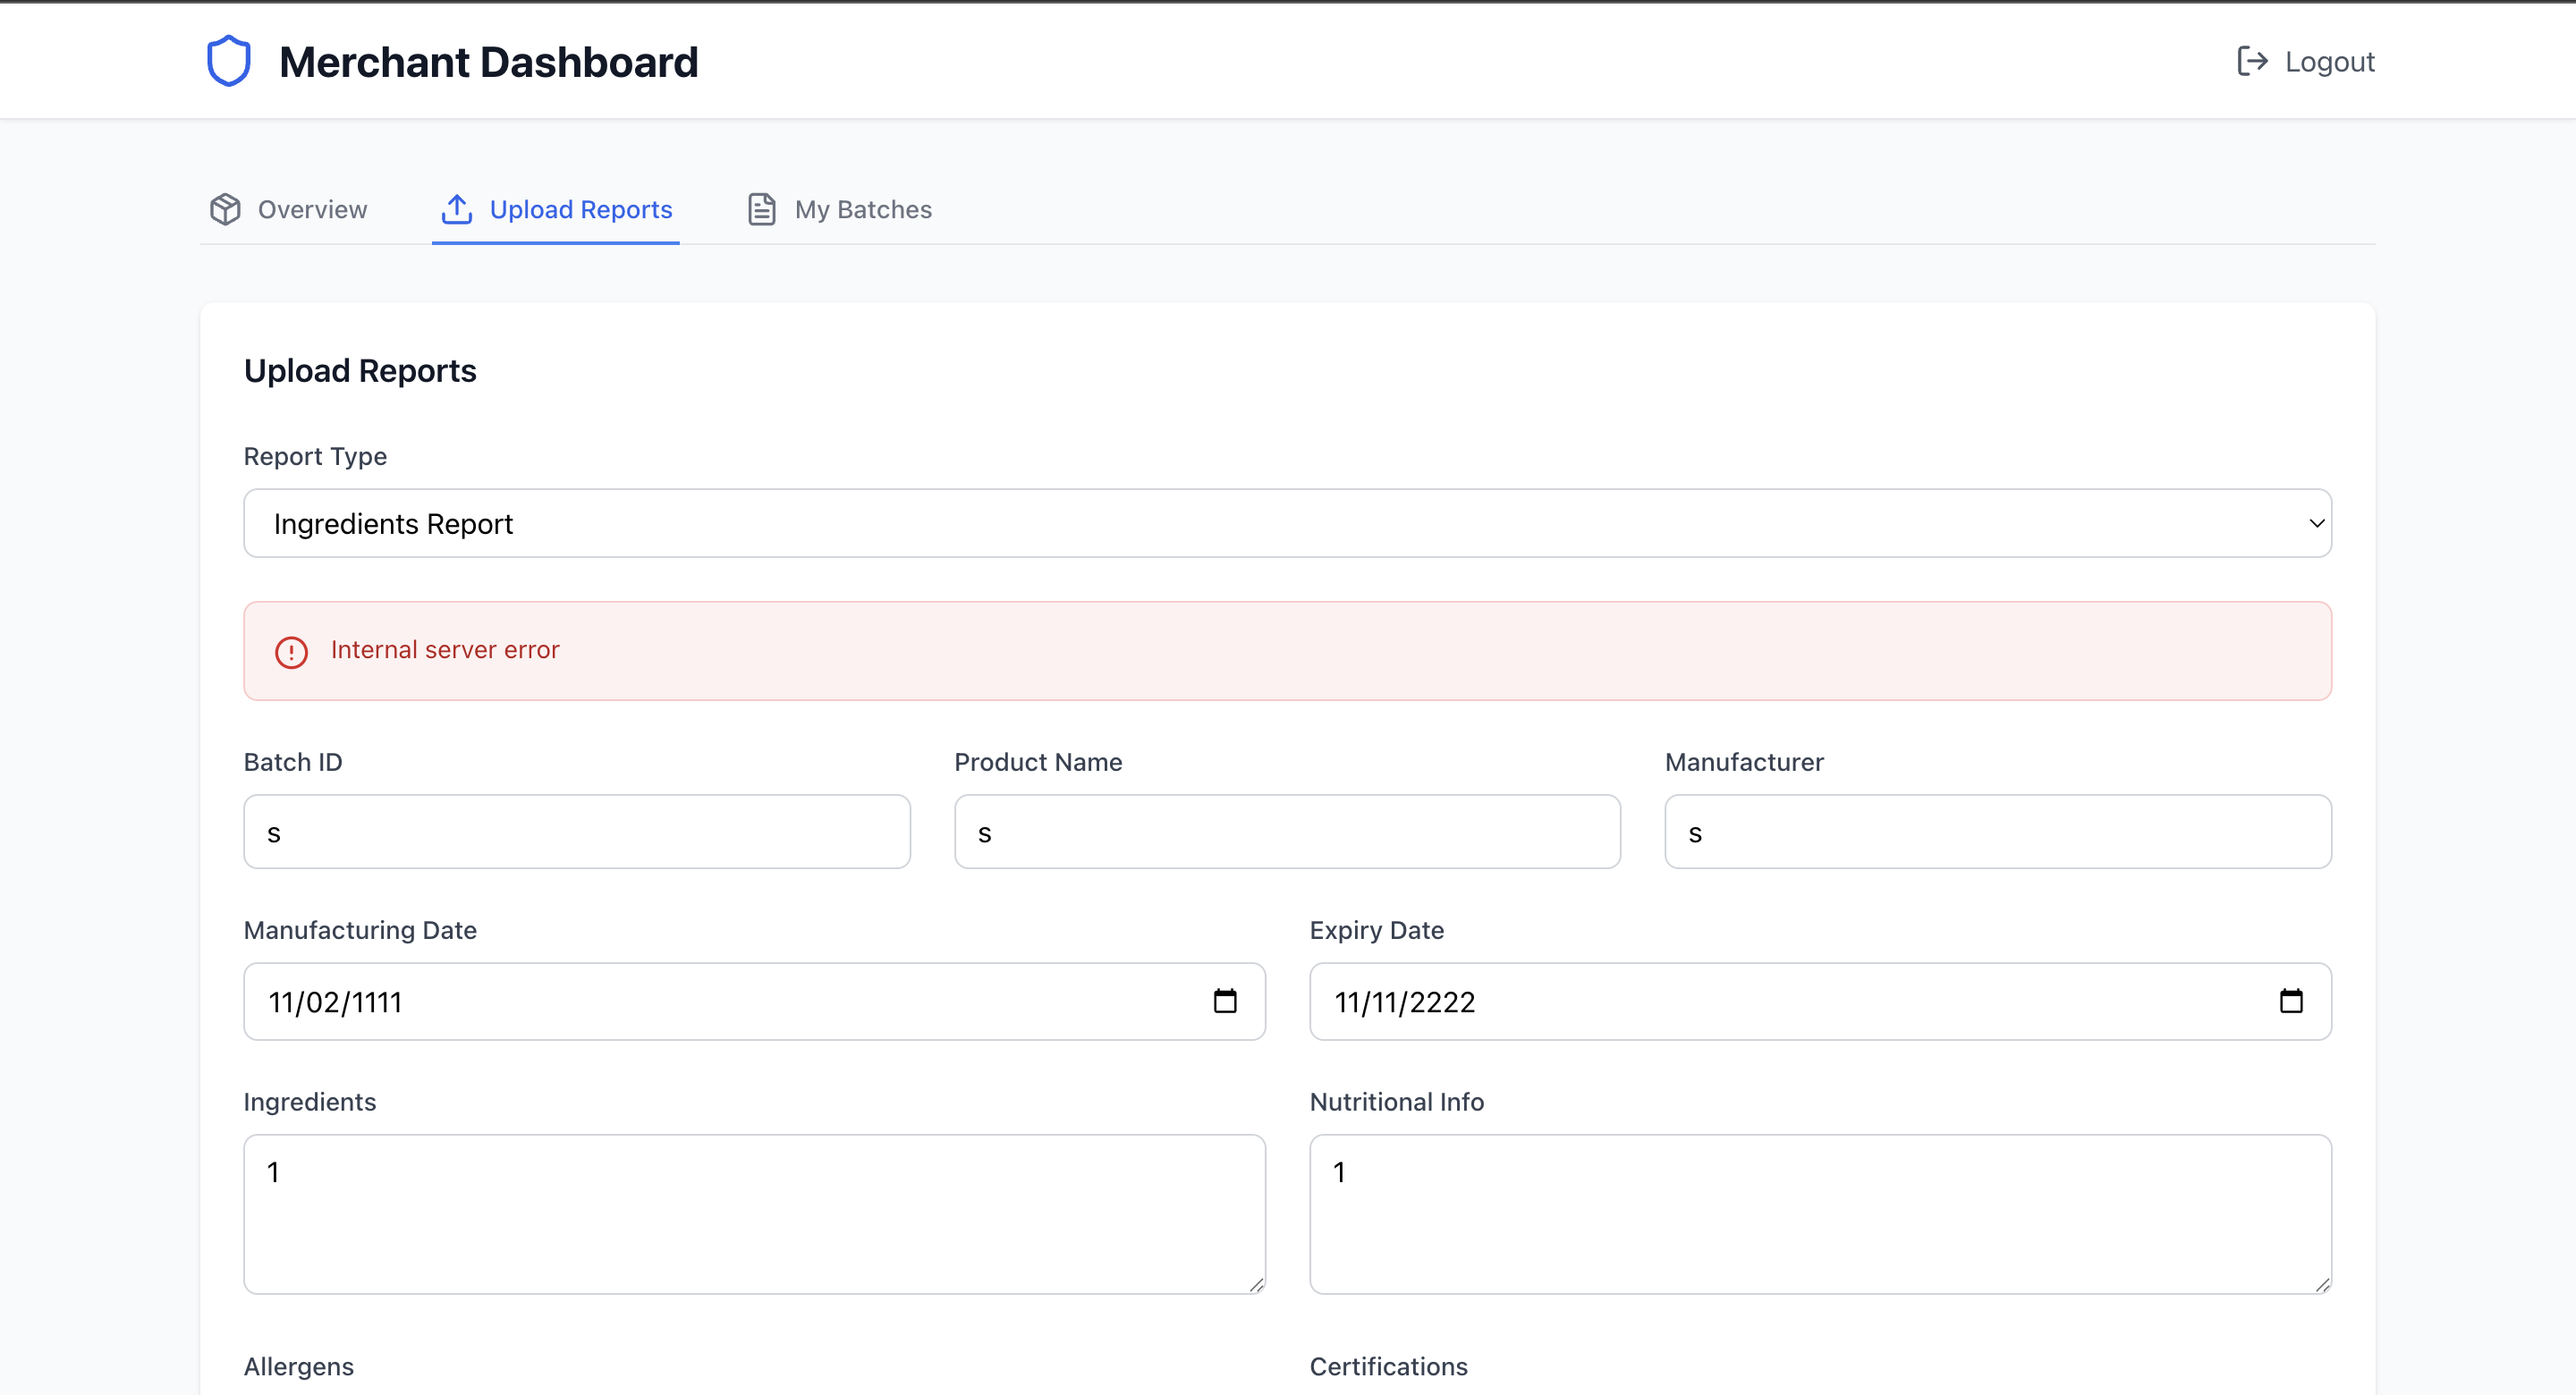 Merchant Dashboard
Logout
Overview
Upload Reports
My Batches
Upload Reports
Report Type
Ingredients Report
Internal server error
Batch ID
Product Name
Manufacturer
s
s
s
Manufacturing Date
Expiry Date
11/02/1111
11/11/2222
Ingredients
Nutritional Info
1
1
Allergens
Certifications